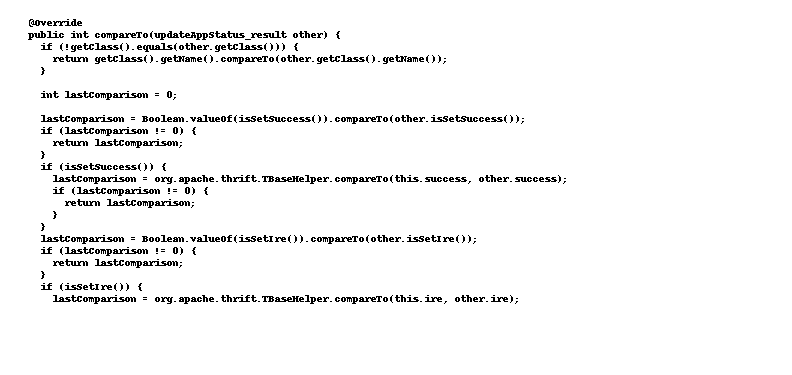 @Override
public int compareTo(updateAppStatus_result other) {
if (!getClass().equals(other.getClass())) {
return getClass().getName().compareTo(other.getClass().getName());
}
int lastComparison = 0;
lastComparison = Boolean.valueOf(isSetSuccess()).compareTo(other.isSetSuccess());
if (lastComparison != 0) {
return lastComparison;
}
if (isSetSuccess()) {
lastComparison = org.apache.thrift.TBaseHelper.compareTo(this.success, other.success);
if (lastComparison != 0) {
return lastComparison;
}
}
lastComparison = Boolean.valueOf(isSetIre()).compareTo(other.isSetIre());
if (lastComparison != 0) {
return lastComparison;
}
if (isSetIre()) {
lastComparison = org.apache.thrift.TBaseHelper.compareTo(this.ire, other.ire);